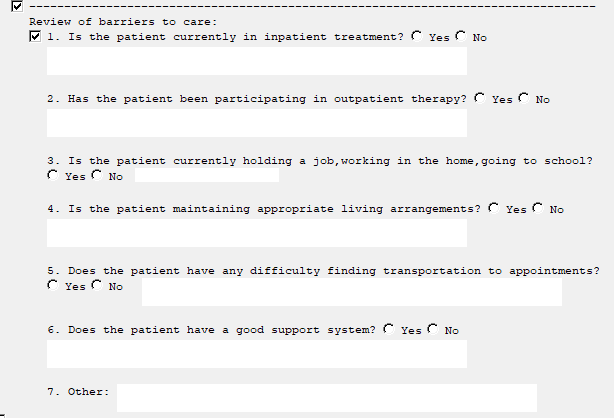 --------------------------------------------------------------------------------
Review of barriers to care:
1. Is the patient currently in inpatient treatment? Yes No
2. Has the patient been participating in outpatient therapy? Yes No
3. Is the patient currently holding a job,working in the home,going to school?
Yes No
4. Is the patient maintaining appropriate living arrangements? Yes No
5. Does the patient have any difficulty finding transportation to appointments?
Yes No
6. Does the patient have a good support system? Yes No
7. Other: